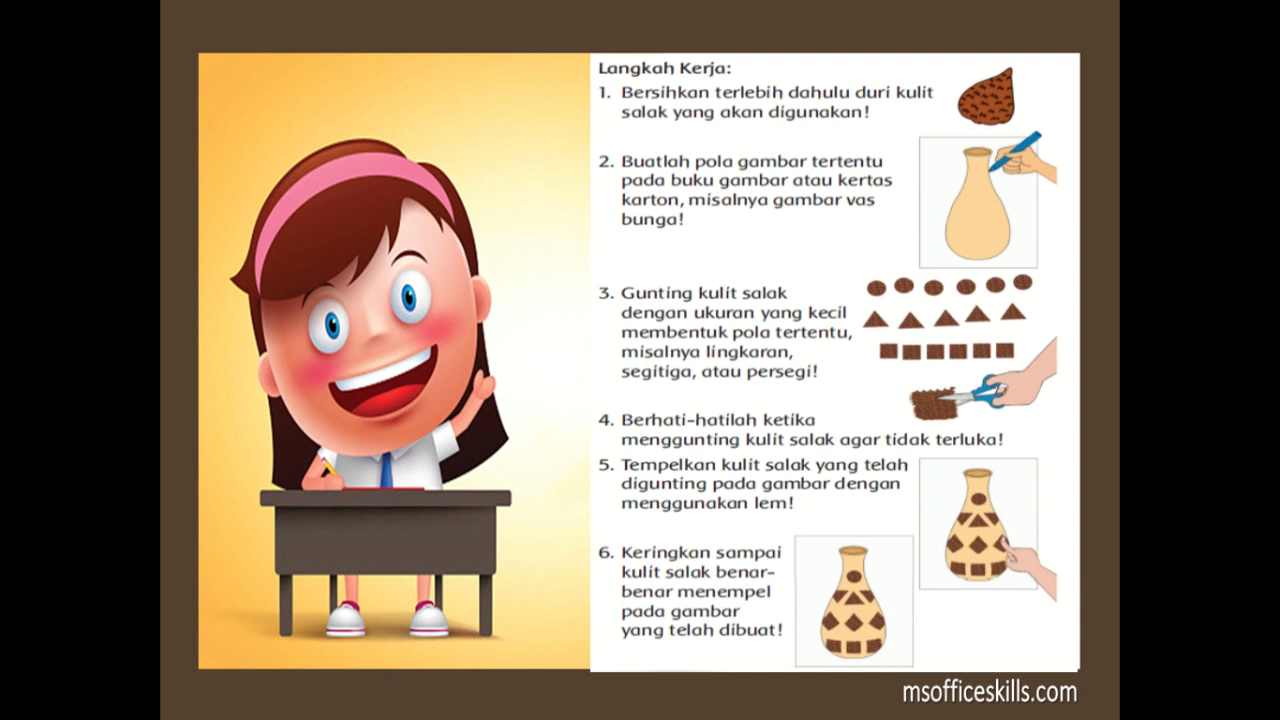 Langkah Kerja:
1. Bersihkan terlebih dahulu duri kulit
salak yang akan digunakan!
2. Buatlah pola gambar tertentu
pada buku gambar atau kertas
karton, misalnya gambar vas
bunga!
3. Gunting kulit salak
dengan ukuran yang kecil
membentuk pola tertentu,
misalnya lingkaran,
segitiga, atau persegi!
4. Berhati-hatilah ketika
menggunting kulit salak agar tidak terluka!
5. Tempelkan kulit salak yang telah
digunting pada gambar dengan
menggunakan lem!
6. Keringkan sampai
kulit salak benar-
benar menempel
pada gambar
yang telah dibuat!
msofficeskills.com